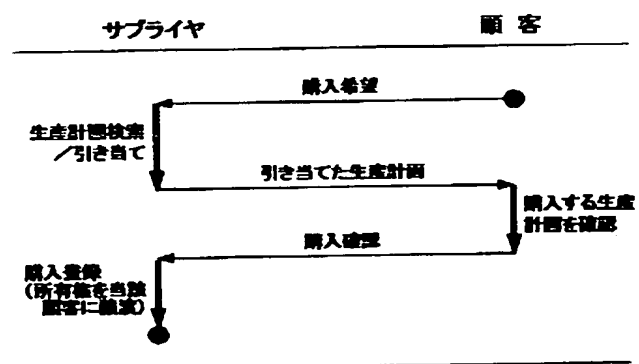 サプライヤ
顧客
購入希望
生産計画検索
／引き当て
引き当てた生産計画
購入する生産
計画を確認
購入確認
購入登録
（所有権を当該
顧客に譲渡）